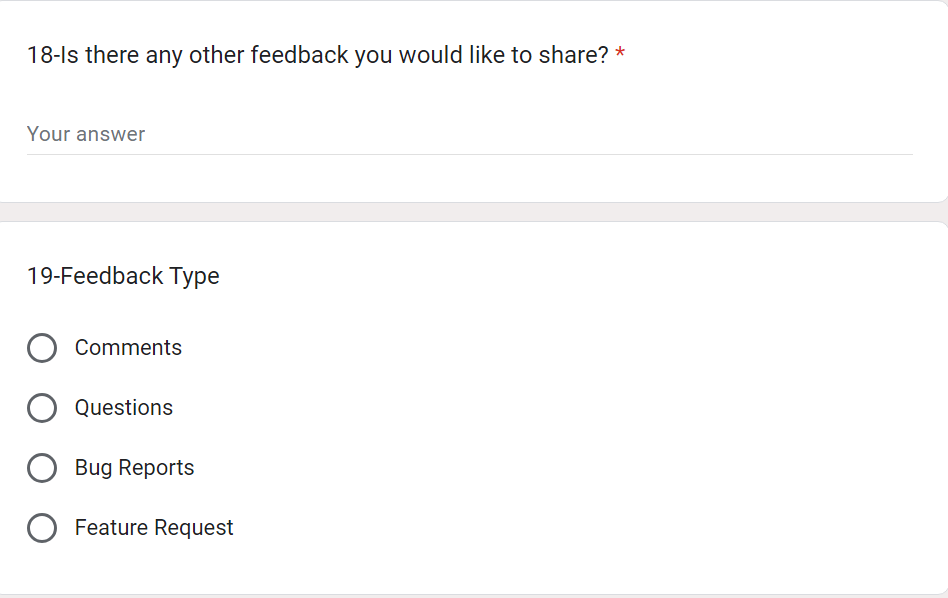 18-Is there any other feedback you would like to share? *
Your answer
19-Feedback Type
Comments
Questions
Bug Reports
Feature Request